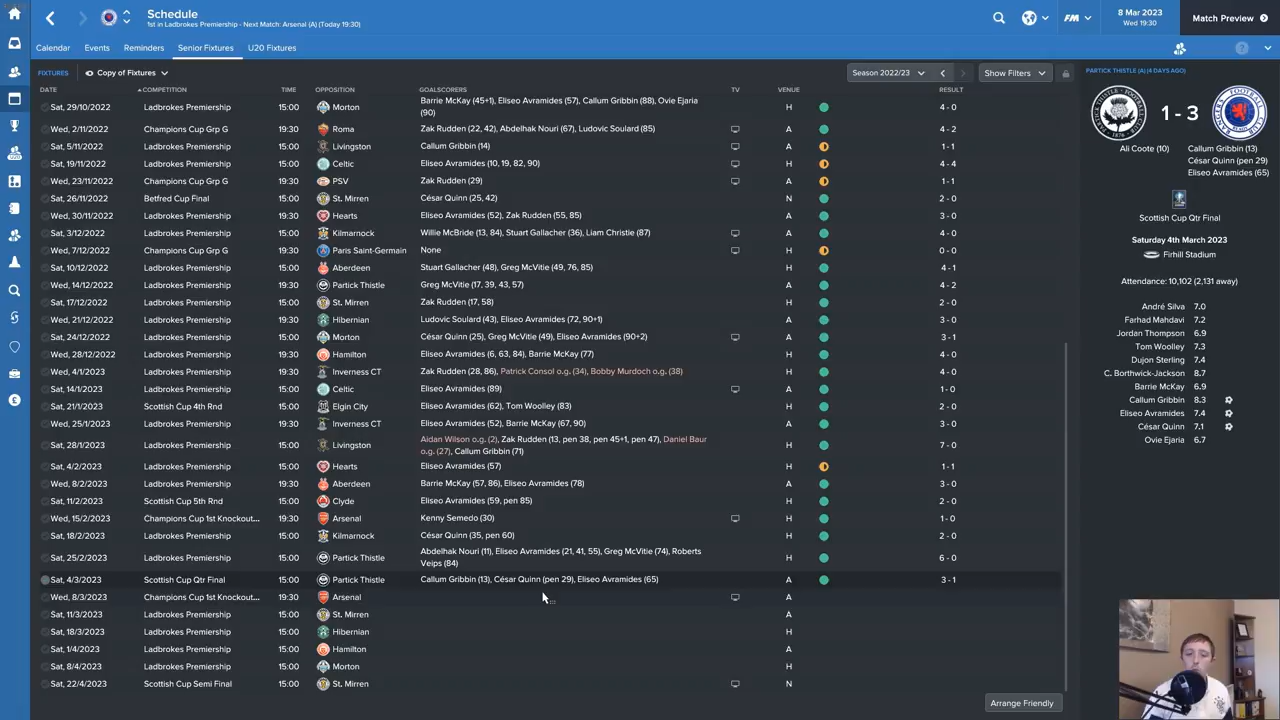 Schedule
1st in Ladbrokes Premiership - Next Match: Arsenal (A) (Today 19:30)
FM
8 Mar 2023
Wed 19:30
Match Preview
Calendar Events Reminders Senior Fixtures U20 Fixtures
FIXTURES Copy of Fixtures Season 2022/23 Show Filters
DATE COMPETITION TIME OPPOSITION GOALSCORERS TV VENUE RESULT
Sat, 29/10/2022 Ladbrokes Premiership 15:00 Morton Barrie McKay (45+1), Eliseo Avramides (57), Callum Gribbin (88), Ovie Ejaria (90) H 4 - 0
Wed, 2/11/2022 Champions Cup Grp G 19:30 Roma Zak Rudden (22, 42), Abdelhak Nouri (67), Ludovic Soulard (85) A 4 - 2
Sat, 5/11/2022 Ladbrokes Premiership 15:00 Livingston Callum Gribbin (14) A 1 - 1
Sat, 19/11/2022 Ladbrokes Premiership 15:00 Celtic Eliseo Avramides (10, 19, 82, 90) H 4 - 4
Wed, 23/11/2022 Champions Cup Grp G 19:30 PSV Zak Rudden (29) A 1 - 1
Sat, 26/11/2022 Betfred Cup Final 15:00 St. Mirren César Quinn (25, 42) N 2 - 0
Wed, 30/11/2022 Ladbrokes Premiership 19:30 Hearts Eliseo Avramides (52), Zak Rudden (55, 85) A 3 - 0
Sat, 3/12/2022 Ladbrokes Premiership 15:00 Kilmarnock Willie McBride (13, 84), Stuart Gallacher (36), Liam Christie (87) A 4 - 0
Wed, 7/12/2022 Champions Cup Grp G 19:30 Paris Saint-Germain None H 0 - 0
Sat, 10/12/2022 Ladbrokes Premiership 15:00 Aberdeen Stuart Gallacher (48), Greg McVitie (49, 76, 85) H 4 - 1
Wed, 14/12/2022 Ladbrokes Premiership 19:30 Partick Thistle Greg McVitie (17, 39, 43, 57) A 4 - 2
Sat, 17/12/2022 Ladbrokes Premiership 15:00 St. Mirren Zak Rudden (17, 58) H 2 - 0
Wed, 21/12/2022 Ladbrokes Premiership 19:30 Hibernian Ludovic Soulard (43), Eliseo Avramides (72, 90+1) A 3 - 0
Sat, 24/12/2022 Ladbrokes Premiership 15:00 Morton César Quinn (25), Greg McVitie (49), Eliseo Avramides (90+2) A 3 - 1
Wed, 28/12/2022 Ladbrokes Premiership 19:30 Hamilton Eliseo Avramides (6, 63, 84), Barrie McKay (77) H 4 - 0
Wed, 4/1/2023 Ladbrokes Premiership 19:30 Inverness CT Zak Rudden (28, 86), Patrick Consol o.g. (34), Bobby Murdoch o.g. (38) H 4 - 0
Sat, 14/1/2023 Ladbrokes Premiership 15:00 Celtic Eliseo Avramides (89) A 1 - 0
Sat, 21/1/2023 Scottish Cup 4th Rnd 15:00 Elgin City Eliseo Avramides (62), Tom Woolley (83) H 2 - 0
Wed, 25/1/2023 Ladbrokes Premiership 19:30 Inverness CT Eliseo Avramides (52), Barrie McKay (67, 90) A 3 - 0
Sat, 28/1/2023 Ladbrokes Premiership 15:00 Livingston Aidan Wilson o.g. (2), Zak Rudden (13, pen 38, pen 45+1, pen 47), Daniel Baur o.g. (27), Callum Gribbin (71) H 7 - 0
Sat, 4/2/2023 Ladbrokes Premiership 15:00 Hearts Eliseo Avramides (57) H 1 - 1
Wed, 8/2/2023 Ladbrokes Premiership 19:30 Aberdeen Barrie McKay (57, 86), Eliseo Avramides (78) A 3 - 0
Sat, 11/2/2023 Scottish Cup 5th Rnd 15:00 Clyde Eliseo Avramides (59, pen 85) H 2 - 0
Wed, 15/2/2023 Champions Cup 1st Knockout... 19:30 Arsenal Kenny Semedo (30) H 1 - 0
Sat, 18/2/2023 Ladbrokes Premiership 15:00 Kilmarnock César Quinn (35, pen 60) H 2 - 0
Sat, 25/2/2023 Ladbrokes Premiership 15:00 Partick Thistle Abdelhak Nouri (11), Eliseo Avramides (21, 41, 55), Greg McVitie (74), Roberts Veips (84) H 6 - 0
Sat, 4/3/2023 Scottish Cup Qtr Final 15:00 Partick Thistle Callum Gribbin (13), César Quinn (pen 29), Eliseo Avramides (65) A 3 - 1
Wed, 8/3/2023 Champions Cup 1st Knockout... 19:30 Arsenal A
Sat, 11/3/2023 Ladbrokes Premiership 15:00 St. Mirren A
Sat, 18/3/2023 Ladbrokes Premiership 15:00 Hibernian H
Sat, 1/4/2023 Ladbrokes Premiership 15:00 Hamilton A
Sat, 8/4/2023 Ladbrokes Premiership 15:00 Morton H
Sat, 22/4/2023 Scottish Cup Semi Final 15:00 St. Mirren N
Arrange Friendly
PARTICK THISTLE (A) (4 DAYS AGO)
1 - 3
Ali Coote (10) Callum Gribbin (13)
César Quinn (pen 29)
Eliseo Avramides (65)
Scottish Cup Qtr Final
Saturday 4th March 2023
Firhill Stadium
Attendance: 10,102 (2,131 away)
André Silva 7.0
Farhad Mahdavi 7.2
Jordan Thompson 6.9
Tom Woolley 7.3
Dujon Sterling 7.4
C. Borthwick-Jackson 8.7
Barrie McKay 6.9
Callum Gribbin 8.3
Eliseo Avramides 7.4
César Quinn 7.1
Ovie Ejaria 6.7